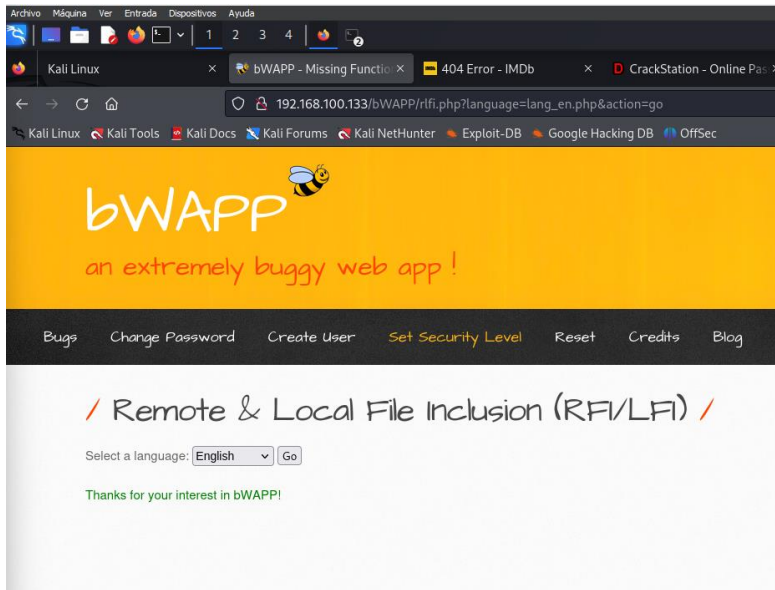 Archivo Máquina Ver Entrada Dispositivos Ayuda
1 2 3 4 2
Kali Linux × bWAPP - Missing Functio × 404 Error - IMDb × D CrackStation - Online Pas
192.168.100.133/bWAPP/rlfi.php?language=lang_en.php&action=go
Kali Linux Kali Tools Kali Docs Kali Forums Kali NetHunter Exploit-DB Google Hacking DB OffSec
bWAPP
an extremely buggy web app !
Bugs Change Password Create User Set Security Level Reset Credits Blog
/ Remote & Local File Inclusion (RFI/LFI) /
Select a language: English Go
Thanks for your interest in bWAPP!